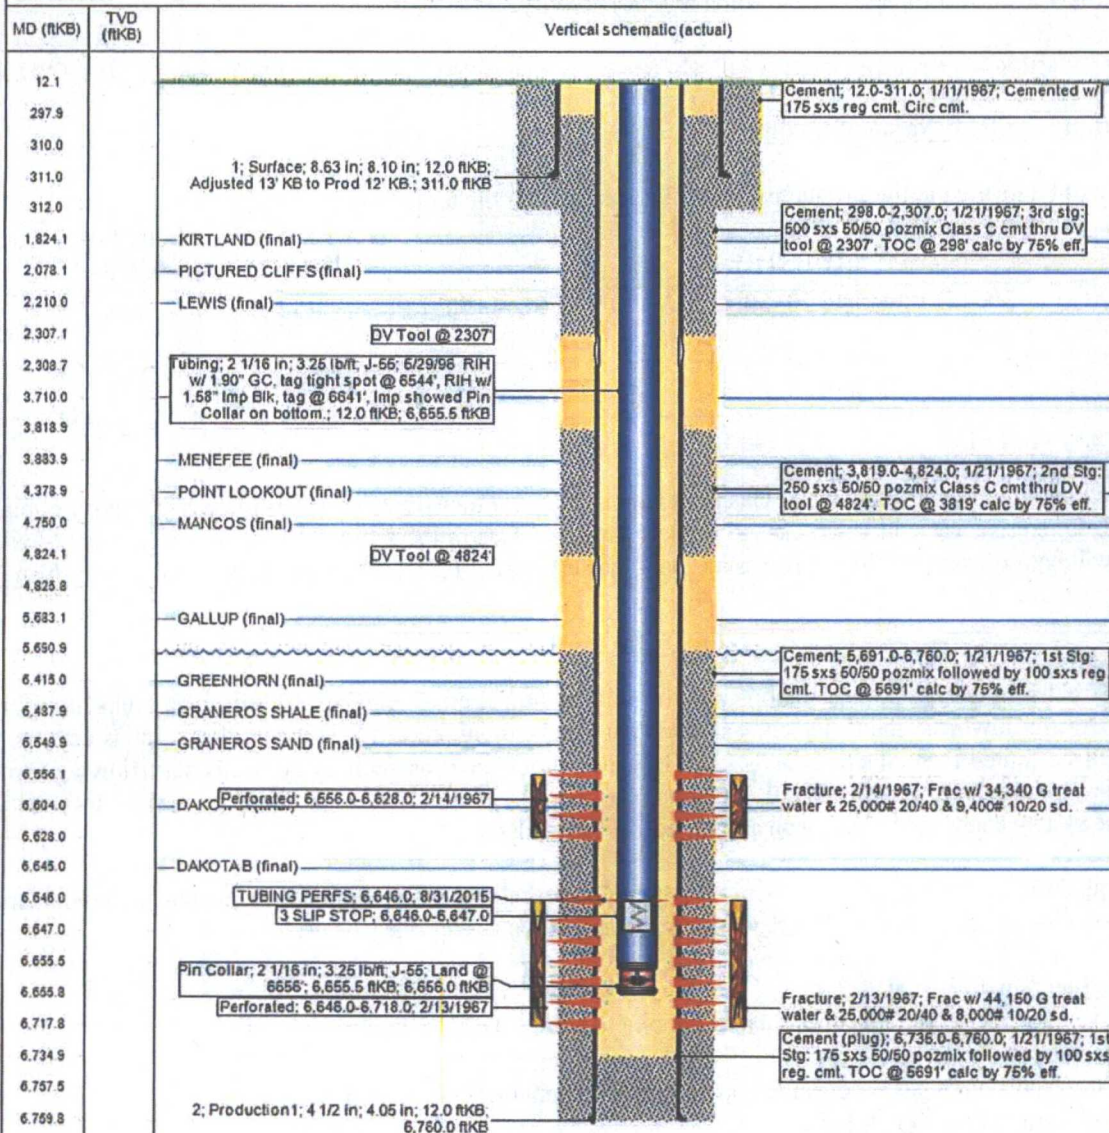 MD (ftKB)
TVD
(ftKB)
Vertical schematic (actual)
12.1
297.9
310.0
311.0
312.0
1,824.1
2,078.1
2,210.0
2,307.1
2,308.7
3,710.0
3,818.9
3,883.9
4,378.9
4,750.0
4,824.1
4,825.8
5,683.1
5,690.9
6,415.0
6,487.9
6,549.9
6,556.1
6,604.0
6,628.0
6,645.0
6,646.0
6,647.0
6,655.5
6,655.8
6,717.8
6,734.9
6,757.5
6,759.8
Cement; 12.0-311.0; 1/11/1967; Cemented w/
175 sxs reg cmt. Circ cmt.
1; Surface; 8.63 in; 8.10 in; 12.0 ftKB;
Adjusted 13' KB to Prod 12' KB.; 311.0 ftKB
Cement; 298.0-2,307.0; 1/21/1967; 3rd stg:
500 sxs 50/50 pozmix Class C cmt thru DV
tool @ 2307'. TOC @ 298' calc by 75% eff.
KIRTLAND (final)
PICTURED CLIFFS (final)
LEWIS (final)
DV Tool @ 2307'
Tubing; 2 1/16 in; 3.25 lb/ft; J-55; 5/29/96 RIH
w/ 1.90" GC, tag tight spot @ 6544', RIH w/
1.58" Imp Blk, tag @ 6641', Imp showed Pin
Collar on bottom.; 12.0 ftKB; 6,655.5 ftKB
MENEFEE (final)
POINT LOOKOUT (final)
MANCOS (final)
Cement; 3,819.0-4,824.0; 1/21/1967; 2nd Stg:
250 sxs 50/50 pozmix Class C cmt thru DV
tool @ 4824'. TOC @ 3819' calc by 75% eff.
DV Tool @ 4824'
GALLUP (final)
Cement; 5,691.0-6,760.0; 1/21/1967; 1st Stg:
175 sxs 50/50 pozmix followed by 100 sxs reg
cmt. TOC @ 5691' calc by 75% eff.
GREENHORN (final)
GRANEROS SHALE (final)
GRANEROS SAND (final)
DAKO
Perforated; 6,556.0-6,628.0; 2/14/1967
Fracture; 2/14/1967; Frac w/ 34,340 G treat
water & 25,000# 20/40 & 9,400# 10/20 sd.
DAKOTA B (final)
TUBING PERFS; 6,646.0; 8/31/2015
3 SLIP STOP; 6,646.0-6,647.0
Pin Collar; 2 1/16 in; 3.25 lb/ft; J-55; Land @
6656'; 6,655.5 ftKB; 6,656.0 ftKB
Perforated; 6,646.0-6,718.0; 2/13/1967
Fracture; 2/13/1967; Frac w/ 44,150 G treat
water & 25,000# 20/40 & 8,000# 10/20 sd.
Cement (plug); 6,735.0-6,760.0; 1/21/1967; 1st
Stg: 175 sxs 50/50 pozmix followed by 100 sxs
reg. cmt. TOC @ 5691' calc by 75% eff.
2; Production1; 4 1/2 in; 4.05 in; 12.0 ftKB;
6,760.0 ftKB